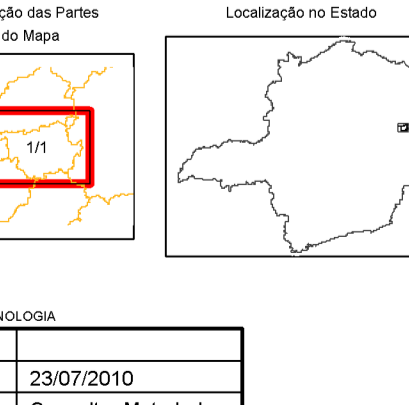 ção das Partes
do Mapa
Localização no Estado
1/1
NOLOGIA
23/07/2010